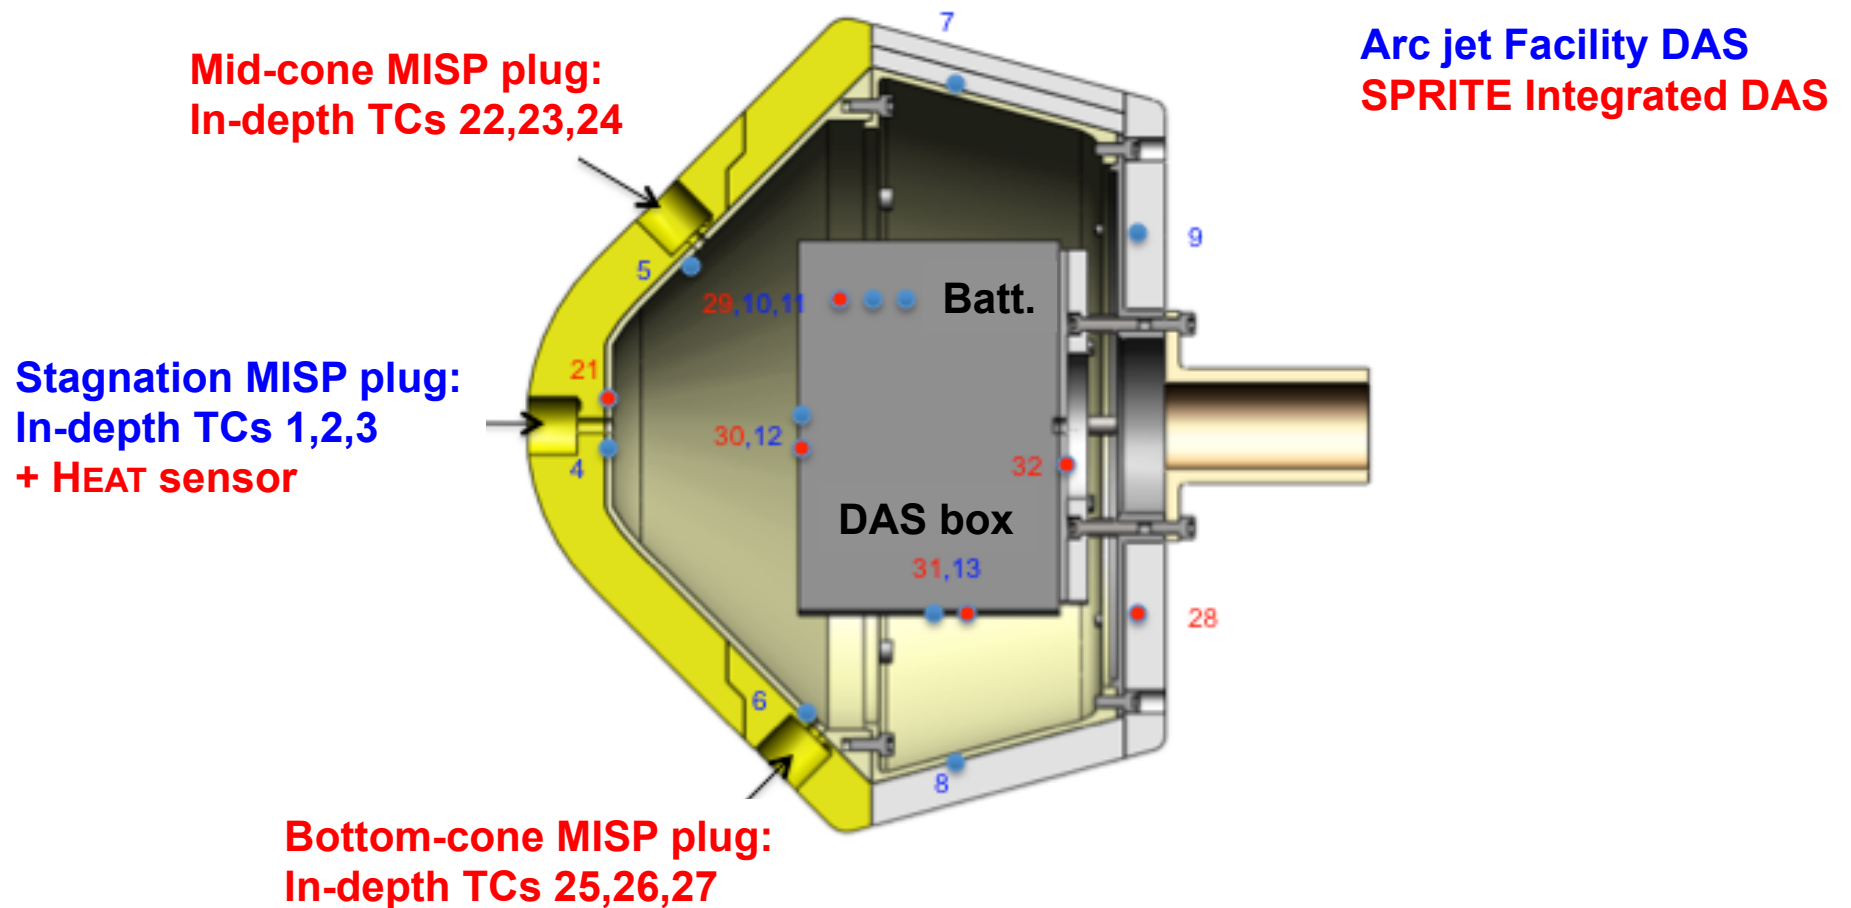 7
Arc jet Facility DAS
SPRITE Integrated DAS
Mid-cone MISP plug:
In-depth TCs 22,23,24
9
5
29,10,11
Batt.
21
Stagnation MISP plug:
In-depth TCs 1,2,3
+ HEAT sensor
30,12
4
32
DAS box
31,13
28
6
8
Bottom-cone MISP plug:
In-depth TCs 25,26,27